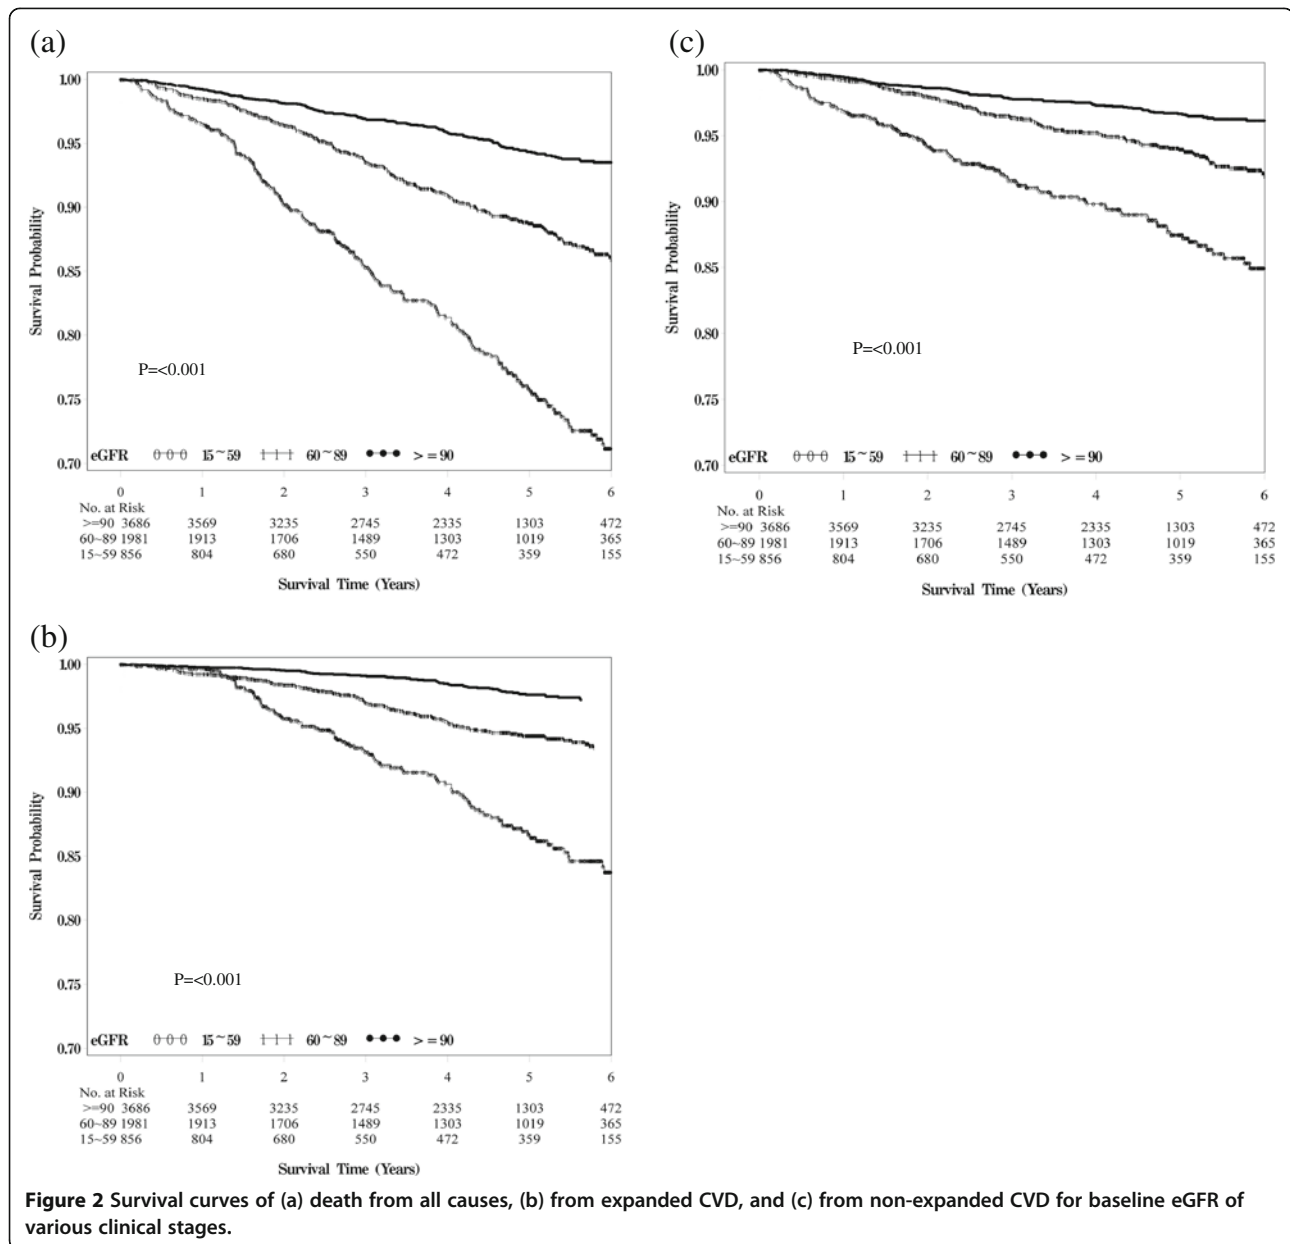 (a)
1.00
0.95
0.90
0.85
0.80
0.75
0.70
Survival Probability
P=<0.001
eGFR 15~59 60~89 >=90
0 1 2 3 4 5 6
No. at Risk
>=90 3686 3569 3235 2745 2335 1303 472
60~89 1981 1913 1706 1489 1303 1019 365
15~59 856 804 680 550 472 359 155
Survival Time (Years)
(c)
1.00
0.95
0.90
0.85
0.80
0.75
0.70
Survival Probability
P=<0.001
eGFR 15~59 60~89 >=90
0 1 2 3 4 5 6
No. at Risk
>=90 3686 3569 3235 2745 2335 1303 472
60~89 1981 1913 1706 1489 1303 1019 365
15~59 856 804 680 550 472 359 155
Survival Time (Years)
(b)
1.00
0.95
0.90
0.85
0.80
0.75
0.70
Survival Probability
P=<0.001
eGFR 15~59 60~89 >=90
0 1 2 3 4 5 6
No. at Risk
>=90 3686 3569 3235 2745 2335 1303 472
60~89 1981 1913 1706 1489 1303 1019 365
15~59 856 804 680 550 472 359 155
Survival Time (Years)
Figure 2 Survival curves of (a) death from all causes, (b) from expanded CVD, and (c) from non-expanded CVD for baseline eGFR of
various clinical stages.